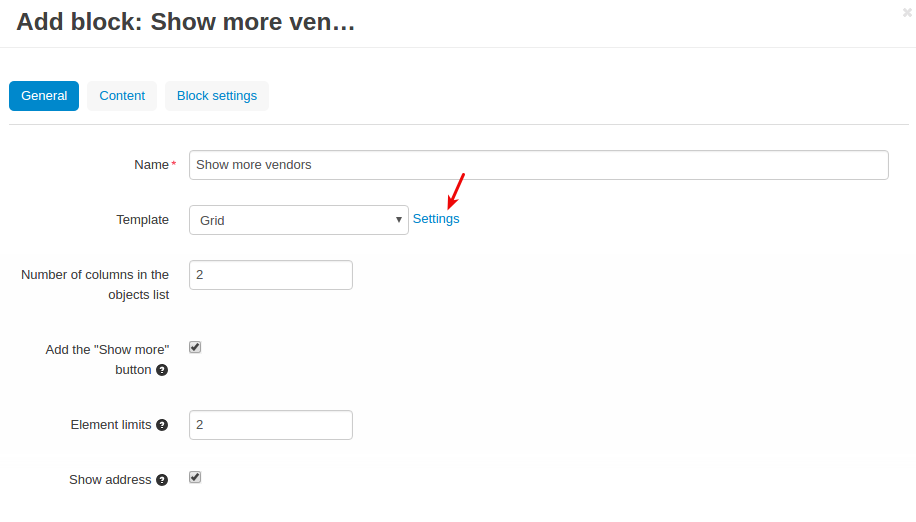 Add block: Show more ven…
General Content Block settings
Name* Show more vendors
Template Grid Settings
Number of columns in the 2
objects list
Add the "Show more"
button
Element limits 2
Show address